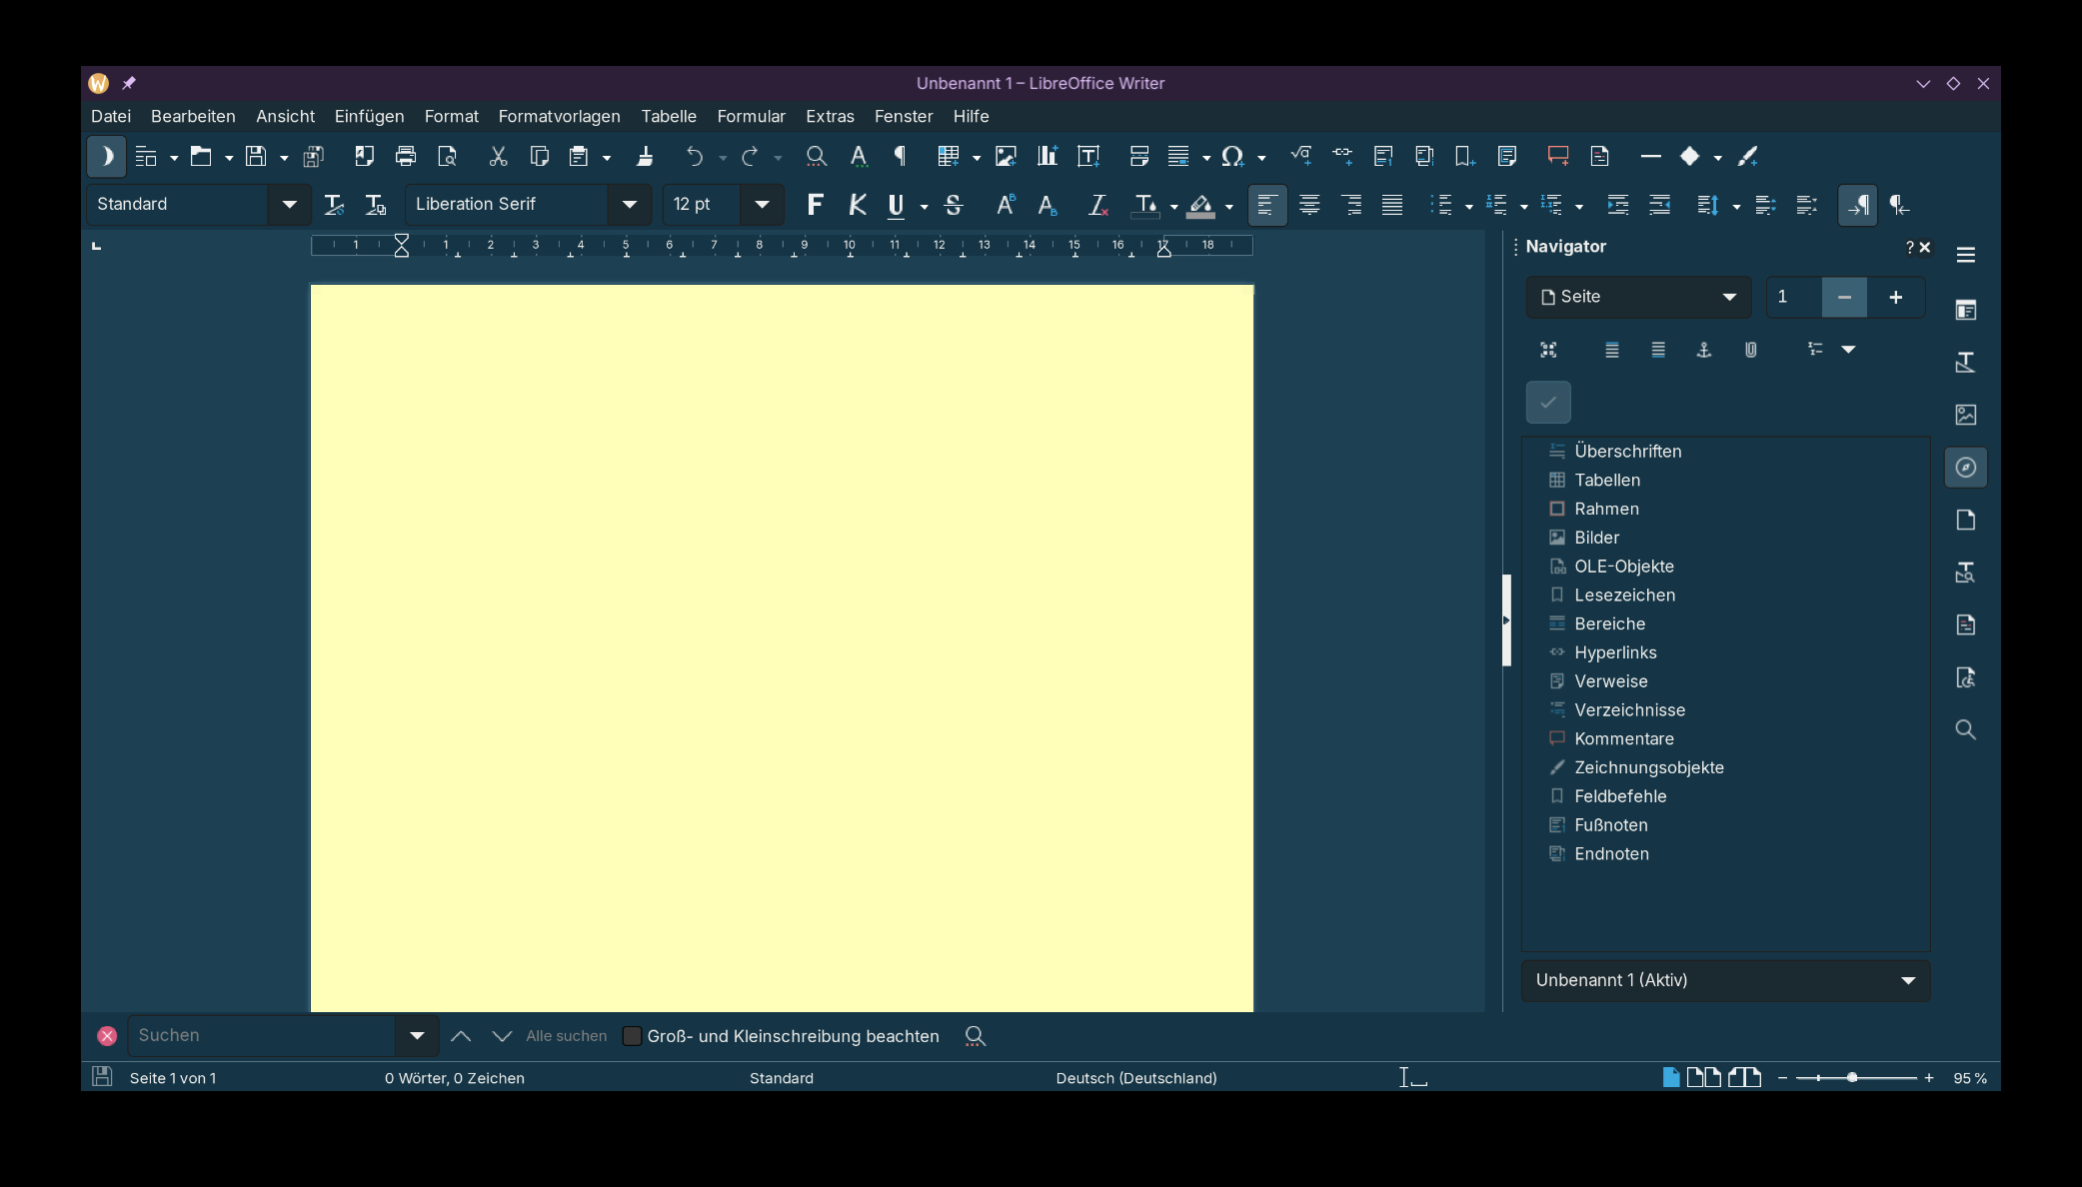 Unbenannt 1 – LibreOffice Writer
Datei Bearbeiten Ansicht Einfügen Format Formatvorlagen Tabelle Formular Extras Fenster Hilfe
Standard Liberation Serif 12 pt F K U S
1 1 2 3 4 5 6 7 8 9 10 11 12 13 14 15 16 17 18
Navigator
Seite 1
Überschriften
Tabellen
Rahmen
Bilder
OLE-Objekte
Lesezeichen
Bereiche
Hyperlinks
Verweise
Verzeichnisse
Kommentare
Zeichnungsobjekte
Feldbefehle
Fußnoten
Endnoten
Unbenannt 1 (Aktiv)
Suchen Alle suchen Groß- und Kleinschreibung beachten
Seite 1 von 1 0 Wörter, 0 Zeichen Standard Deutsch (Deutschland) 95 %